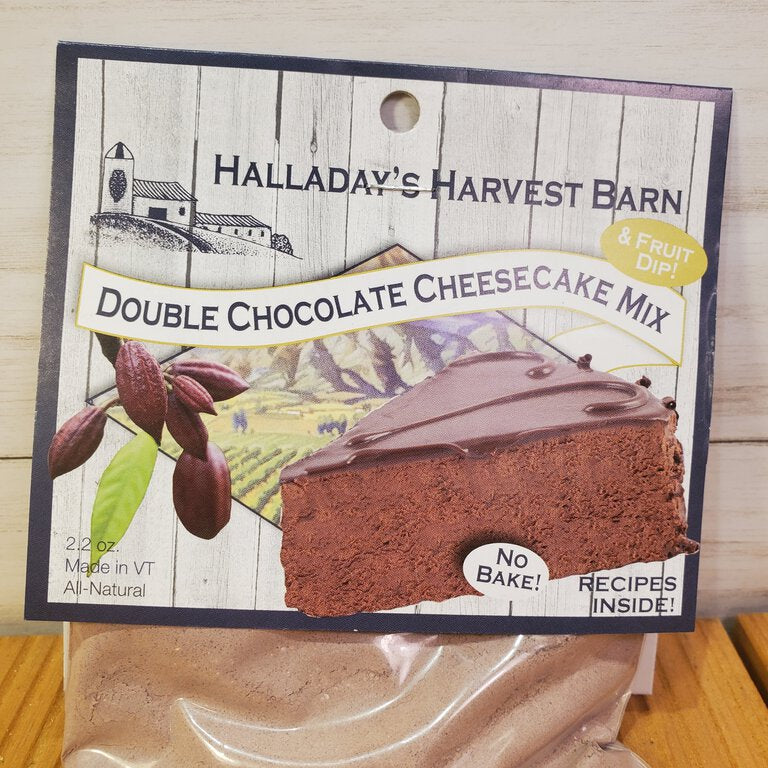 HALLADAY'S HARVEST BARN
& FRUIT
DIP!
DOUBLE CHOCOLATE CHEESECAKE MIX
2.2 oz.
Made in VT
All-Natural
NO
BAKE!
RECIPES
INSIDE!